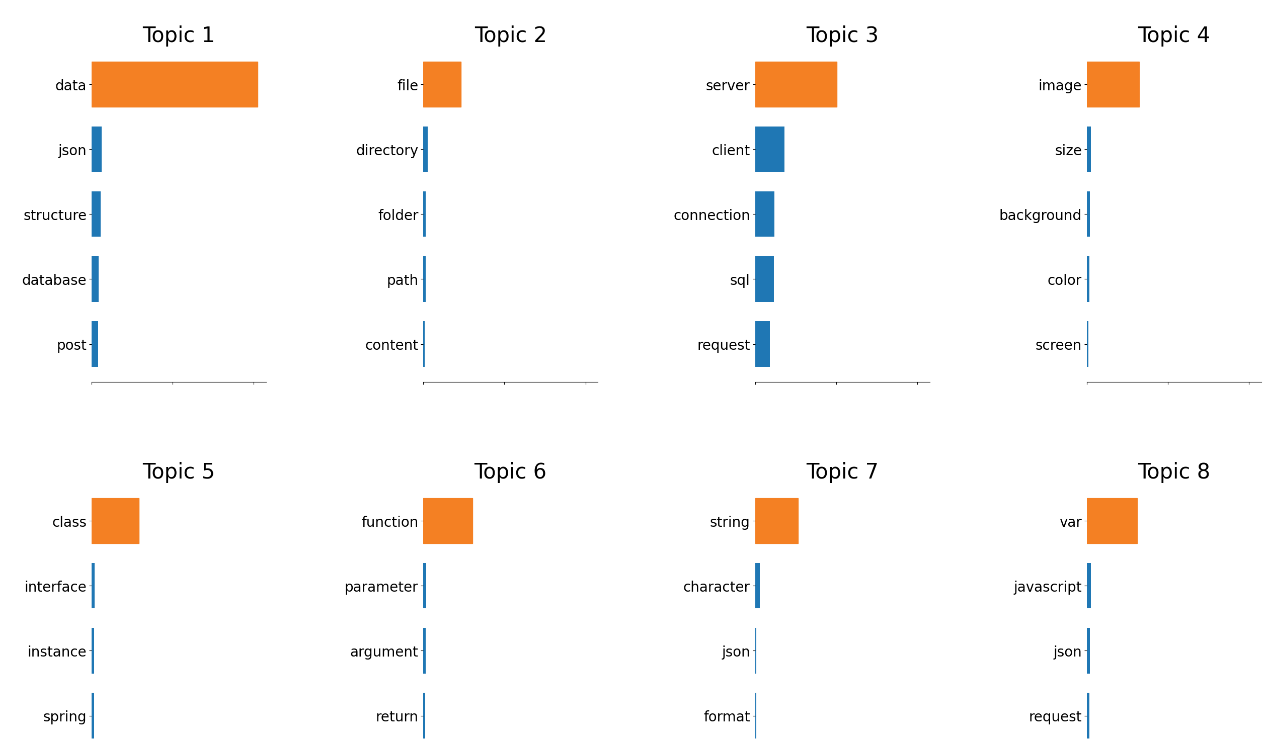 Topic 1
data
json
structure
database
post
Topic 2
file
directory
folder
path
content
Topic 3
server
client
connection
sql
request
Topic 4
image
size
background
color
screen
Topic 5
class
interface
instance
spring
Topic 6
function
parameter
argument
return
Topic 7
string
character
json
format
Topic 8
var
javascript
json
request